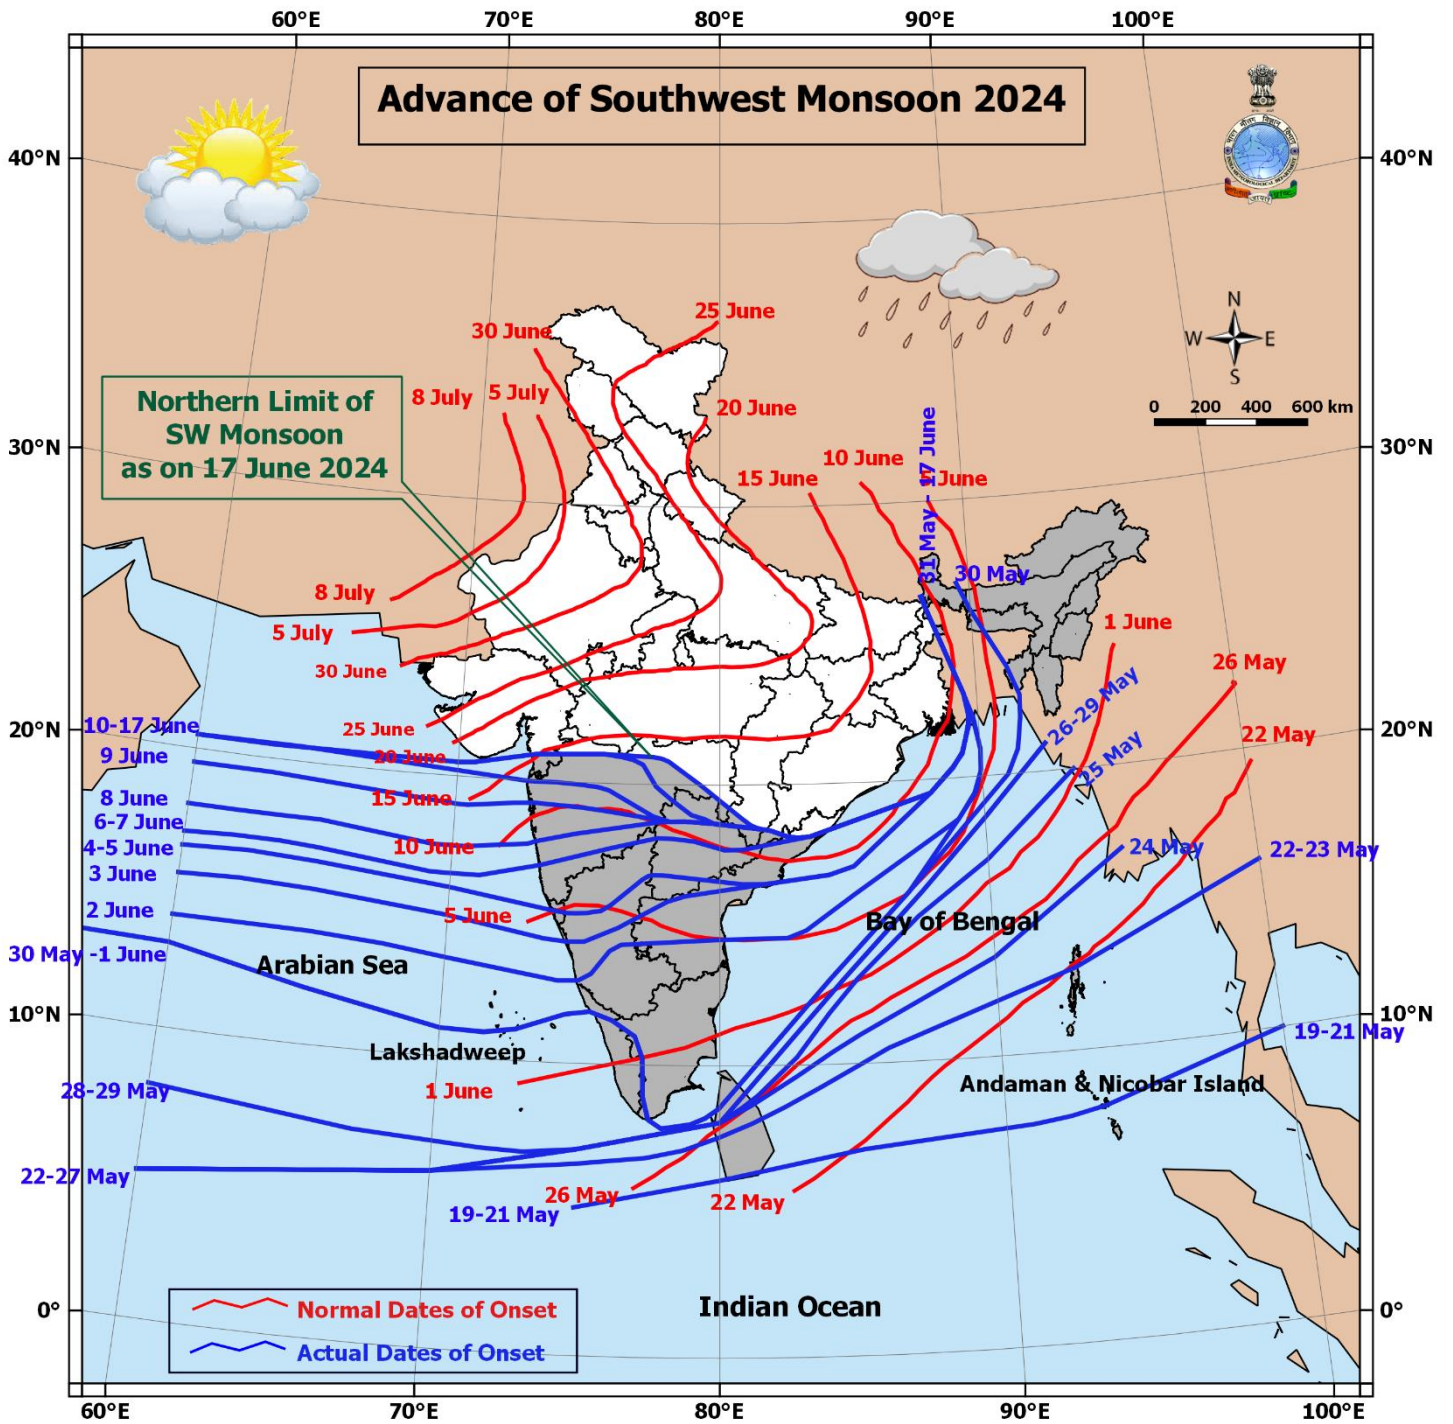 60°E 70°E 80°E 90°E 100°E
Advance of Southwest Monsoon 2024
40°N 40°N
N
W E
S
25 June
30 June
8 July 5 July
20 June
0 200 400 600 km
Northern Limit of
SW Monsoon
as on 17 June 2024
30°N 30°N
10 June
15 June
June
31 May - 17 June
30 May
8 July
5 July
1 June
30 June
26 May
26-29 May
10-17 June
25 June
20°N 20°N
22 May
9 June
20 June
25 May
8 June
15 June
6-7 June
4-5 June
10 June
24 May
22-23 May
3 June
2 June
5 June
Bay of Bengal
30 May -1 June
Arabian Sea
10°N 10°N
19-21 May
Lakshadweep
28-29 May
1 June
Andaman & Nicobar Island
22-27 May
26 May
22 May
19-21 May
0° 0°
Indian Ocean
Normal Dates of Onset
Actual Dates of Onset
60°E 70°E 80°E 90°E 100°E